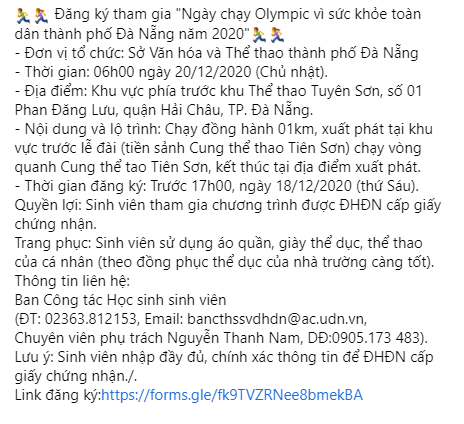 🏃🏃 Đăng ký tham gia "Ngày chạy Olympic vì sức khỏe toàn
dân thành phố Đà Nẵng năm 2020"🏃🏃
- Đơn vị tổ chức: Sở Văn hóa và Thể thao thành phố Đà Nẵng
- Thời gian: 06h00 ngày 20/12/2020 (Chủ nhật).
- Địa điểm: Khu vực phía trước khu Thể thao Tuyên Sơn, số 01
Phan Đăng Lưu, quận Hải Châu, TP. Đà Nẵng.
- Nội dung và lộ trình: Chạy đồng hành 01km, xuất phát tại khu
vực trước lễ đài (tiền sảnh Cung thể thao Tiên Sơn) chạy vòng
quanh Cung thể tao Tiên Sơn, kết thúc tại địa điểm xuất phát.
- Thời gian đăng ký: Trước 17h00, ngày 18/12/2020 (thứ Sáu).
Quyền lợi: Sinh viên tham gia chương trình được ĐHĐN cấp giấy
chứng nhận.
Trang phục: Sinh viên sử dụng áo quần, giày thể dục, thể thao
của cá nhân (theo đồng phục thể dục của nhà trường càng tốt).
Thông tin liên hệ:
Ban Công tác Học sinh sinh viên
(ĐT: 02363.812153, Email: bancthssvdhdn@ac.udn.vn,
Chuyên viên phụ trách Nguyễn Thanh Nam, DĐ:0905.173 483).
Lưu ý: Sinh viên nhập đầy đủ, chính xác thông tin để ĐHĐN cấp
giấy chứng nhận./.
Link đăng ký:https://forms.gle/fk9TVZRNee8bmekBA